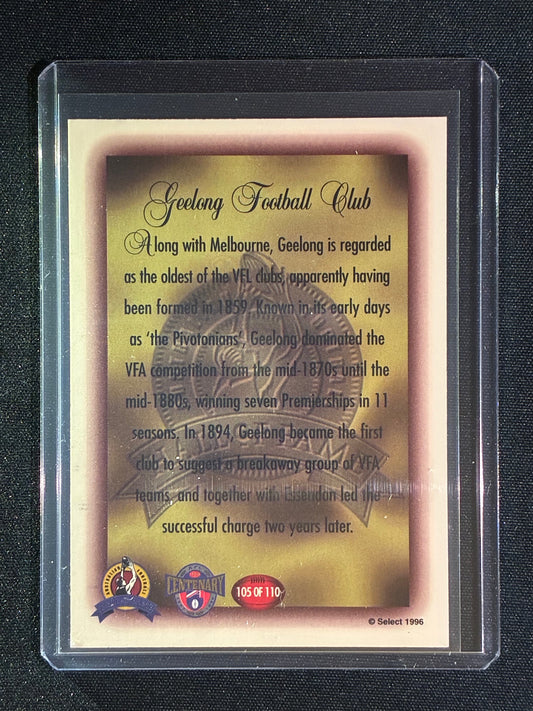 Geelong Football Club
Along with Melbourne, Geelong is regarded
as the oldest of the VFL clubs, apparently having
been formed in 1859. Known in its early days
as 'the Pivotonians', Geelong dominated the
VFA competition from the mid-1870s until the
mid-1880s, winning seven Premierships in 11
seasons. In 1894, Geelong became the first
club to suggest a breakaway group of VFA
teams, and together with Essendon led the
successful charge two years later.
CENTENARY
105 OF 110
© Select 1996